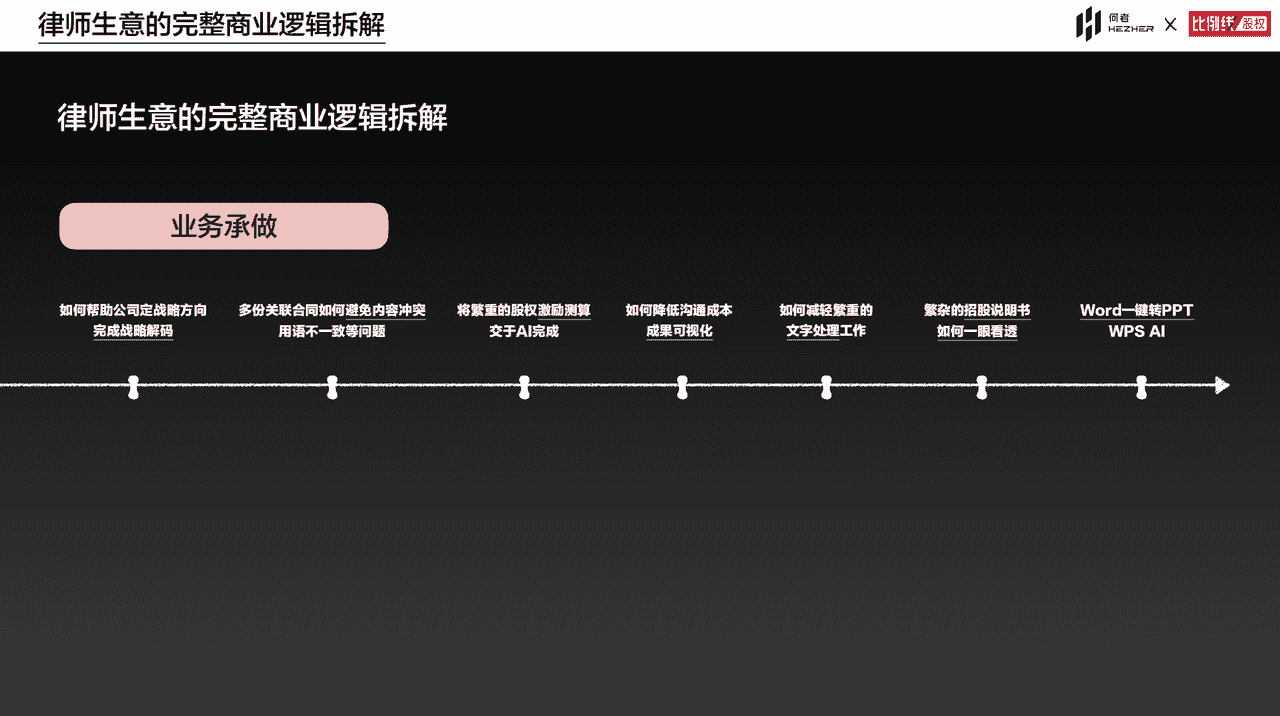 律师生意的完整商业逻辑拆解
何者
HEZHER
X
比例线/股权
律师生意的完整商业逻辑拆解
业务承做
如何帮助公司定战略方向
完成战略解码
多份关联合同如何避免内容冲突
用语不一致等问题
将繁重的股权激励测算
交于AI完成
如何降低沟通成本
成果可视化
如何减轻繁重的
文字处理工作
繁杂的招股说明书
如何一眼看透
Word一键转PPT
WPS AI